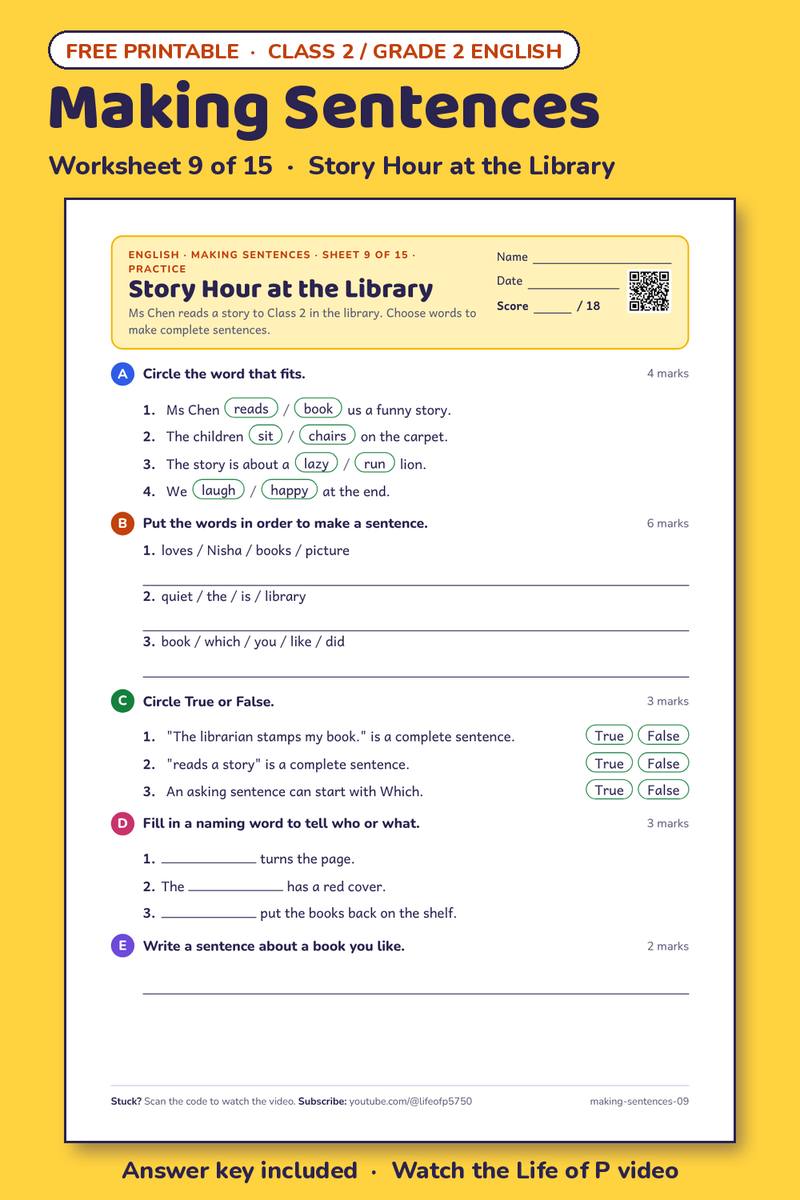 FREE PRINTABLE · CLASS 2 / GRADE 2 ENGLISH
Making Sentences
Worksheet 9 of 15 · Story Hour at the Library
ENGLISH · MAKING SENTENCES · SHEET 9 OF 15 ·
PRACTICE
Story Hour at the Library
Ms Chen reads a story to Class 2 in the library. Choose words to
make complete sentences.
Name ______
Date ______
Score ______ / 18
A Circle the word that fits. 4 marks
1. Ms Chen reads / book us a funny story.
2. The children sit / chairs on the carpet.
3. The story is about a lazy / run lion.
4. We laugh / happy at the end.
B Put the words in order to make a sentence. 6 marks
1. loves / Nisha / books / picture
2. quiet / the / is / library
3. book / which / you / like / did
C Circle True or False. 3 marks
1. "The librarian stamps my book." is a complete sentence. True False
2. "reads a story" is a complete sentence. True False
3. An asking sentence can start with Which. True False
D Fill in a naming word to tell who or what. 3 marks
1. ______ turns the page.
2. The ______ has a red cover.
3. ______ put the books back on the shelf.
E Write a sentence about a book you like. 2 marks
Stuck? Scan the code to watch the video. Subscribe: youtube.com/@lifeofp5750 making-sentences-09
Answer key included · Watch the Life of P video